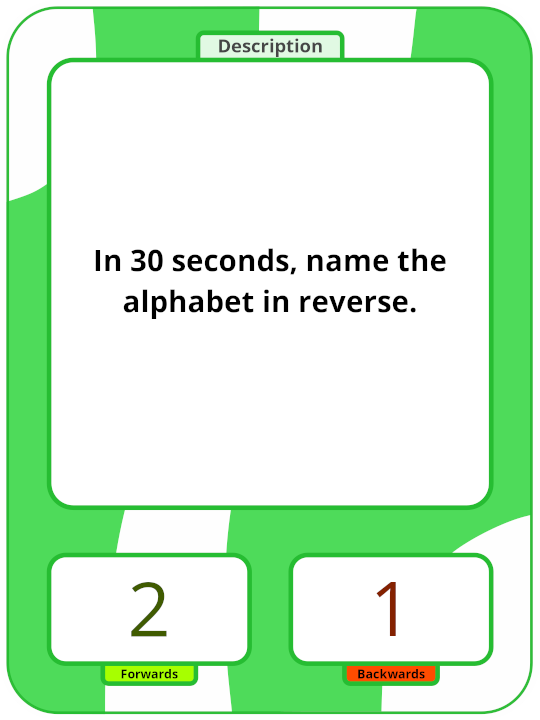 Description
In 30 seconds, name the
alphabet in reverse.
2
1
Forwards
Backwards